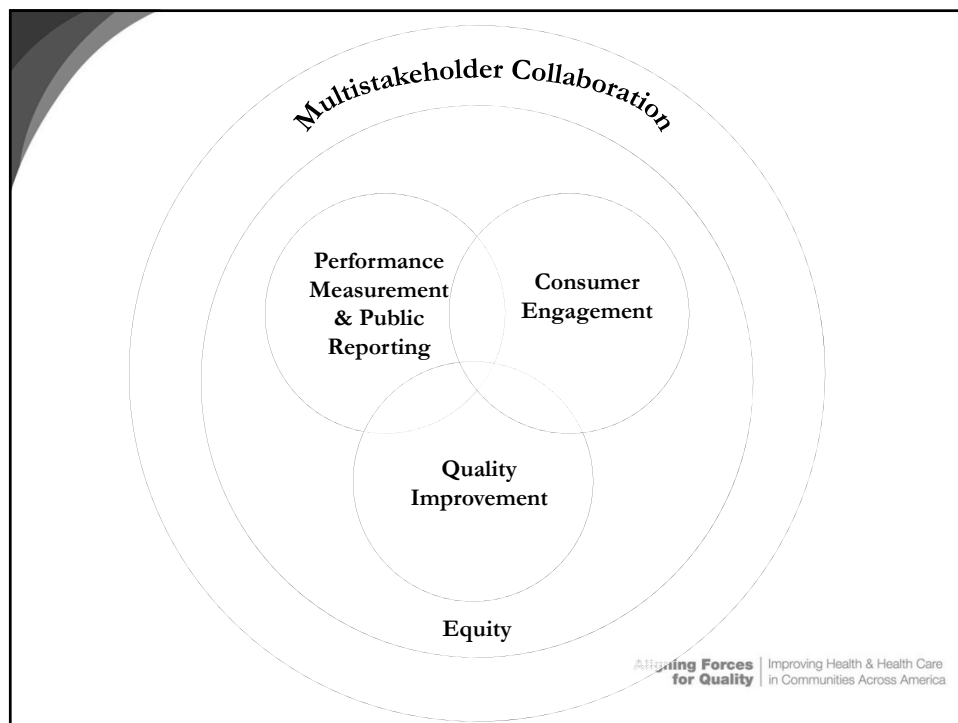 Multistakeholder Collaboration
Performance
Measurement
& Public
Reporting
Consumer
Engagement
Quality
Improvement
Equity
Aligning Forces
for Quality
Improving Health & Health Care
in Communities Across America